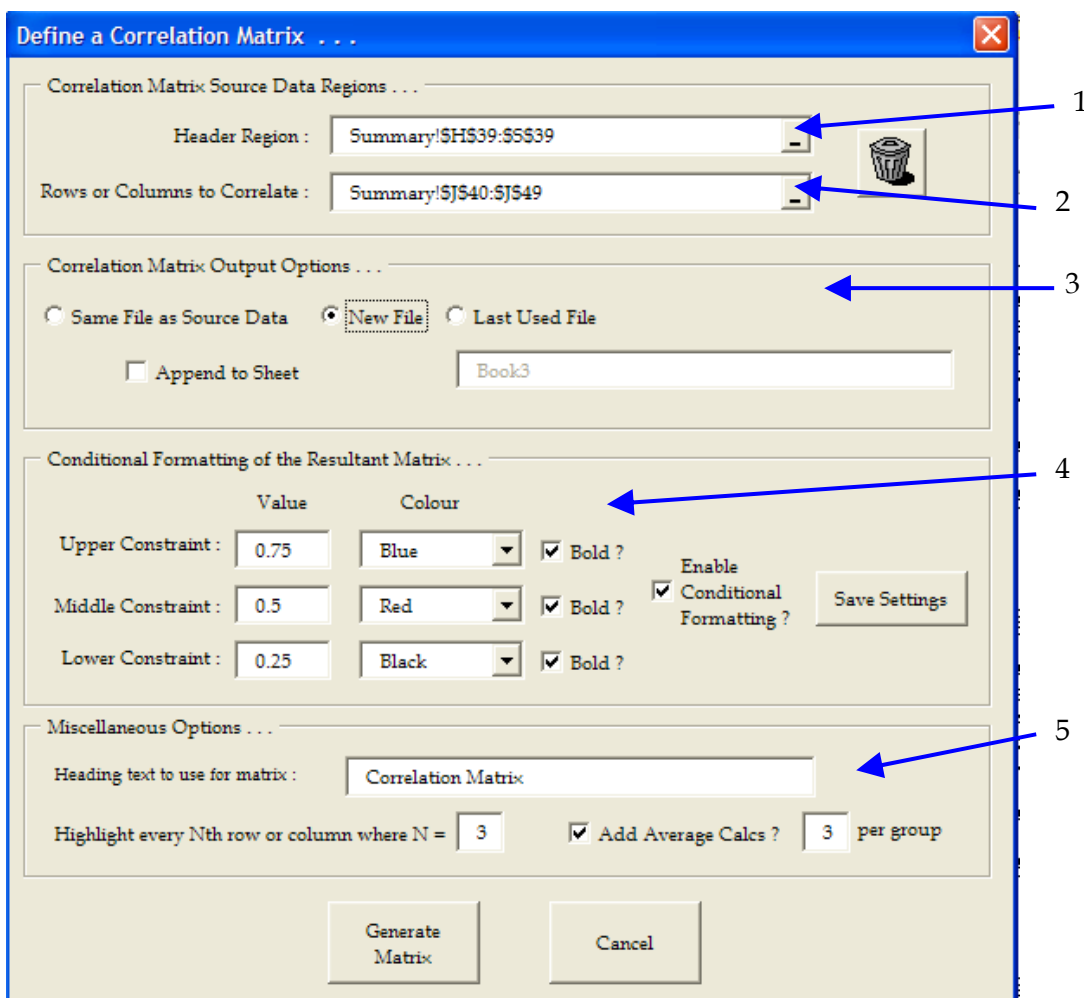 Define a Correlation Matrix . . .
Correlation Matrix Source Data Regions . . .
1
Header Region : Summary!$H$39:$S$39
Rows or Columns to Correlate : Summary!$J$40:$J$49
2
Correlation Matrix Output Options . . .
3
Same File as Source Data New File Last Used File
Append to Sheet Book3
Conditional Formatting of the Resultant Matrix . . .
4
Value Colour
Upper Constraint : 0.75 Blue Bold ?
Middle Constraint : 0.5 Red Bold ?
Enable
Conditional
Formatting ?
Save Settings
Lower Constraint : 0.25 Black Bold ?
Miscellaneous Options . . .
5
Heading text to use for matrix : Correlation Matrix
Highlight every Nth row or column where N = 3 Add Average Calcs ? 3 per group
Generate
Matrix
Cancel